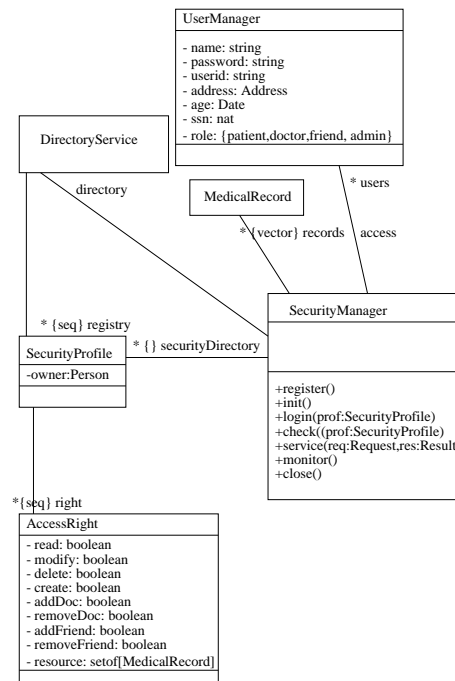 UserManager
- name: string
- password: string
- userid: string
- address: Address
- age: Date
- ssn: nat
- role: {patient,doctor,friend, admin}
DirectoryService
directory
* users
MedicalRecord
* {vector} records
access
SecurityManager
* {seq} registry
* {} securityDirectory
SecurityProfile
-owner:Person
+register()
+init()
+login(prof:SecurityProfile)
+check((prof:SecurityProfile)
+service(req:Request,res:Result
+monitor()
+close()
*{seq} right
AccessRight
- read: boolean
- modify: boolean
- delete: boolean
- create: boolean
- addDoc: boolean
- removeDoc: boolean
- addFriend: boolean
- removeFriend: boolean
- resource: setof[MedicalRecord]